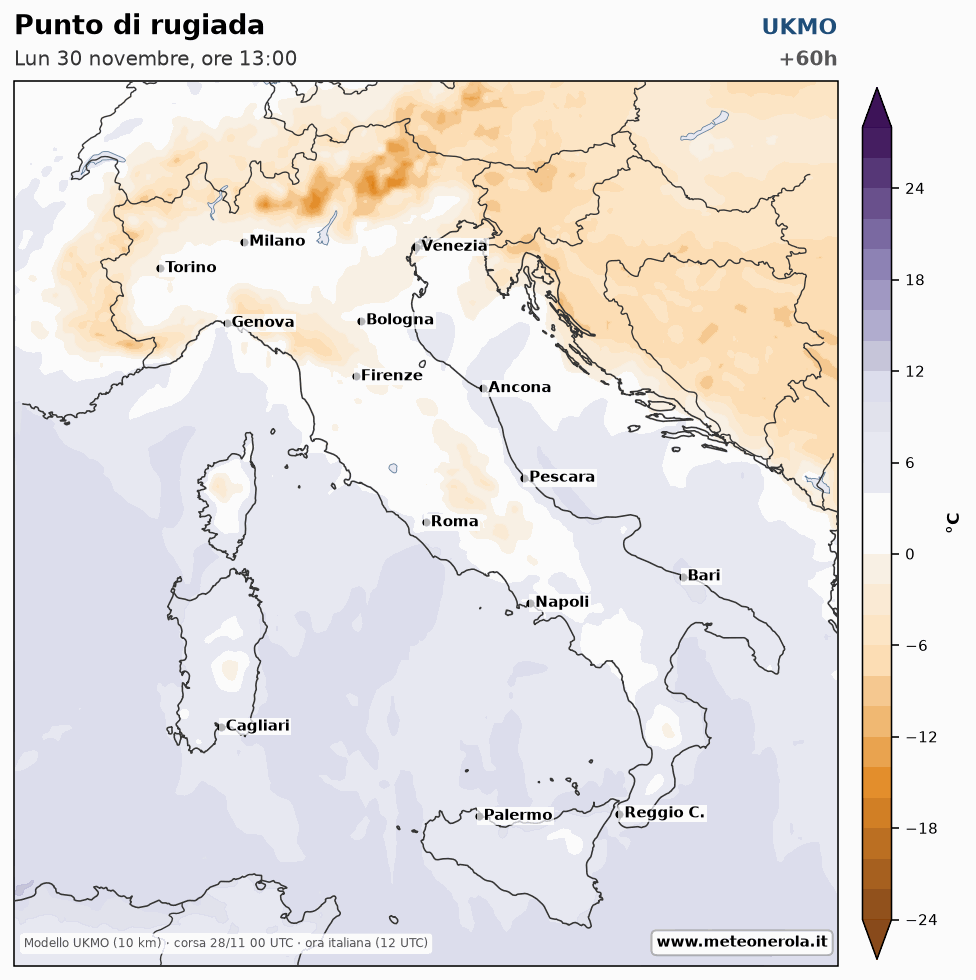 Punto di rugiada
UKMO
Lun 30 novembre, ore 13:00
+60h
Milano
Venezia
Torino
Genova
Bologna
Firenze
Ancona
Pescara
Roma
Bari
Napoli
Cagliari
Palermo
Reggio C.
24
18
12
6
0
−6
−12
−18
−24
°C
Modello UKMO (10 km) · corsa 28/11 00 UTC · ora italiana (12 UTC)
www.meteonerola.it